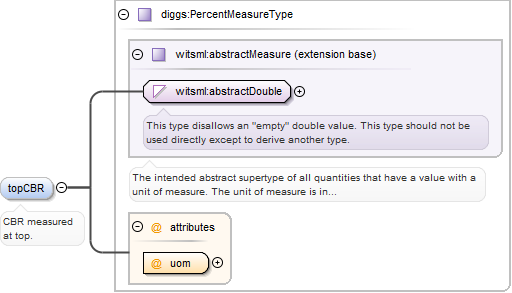 diggs:PercentMeasureType
witsml:abstractMeasure (extension base)
witsml:abstractDouble
This type disallows an "empty" double value. This type should not be
used directly except to derive another type.
The intended abstract supertype of all quantities that have a value with a
unit of measure. The unit of measure is in...
topCBR
CBR measured
at top.
@ attributes
@ uom